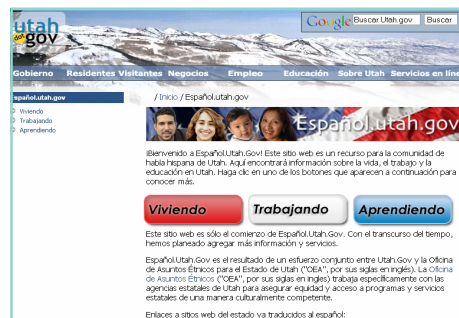 utah
dot
gov
Google Buscar Utah.gov Buscar
Gobierno Residentes Visitantes Negocios Empleo Educación Sobre Utah Servicios en líne
spañol.utah.gov
Viviendo
Trabajando
Aprendiendo
/ Inicio / Español.utah.gov
Español.utah.gov
¡Bienvenido a Español.Utah.Gov! Este sitio web es un recurso para la comunidad de
habla hispana de Utah. Aquí encontrará información sobre la vida, el trabajo y la
educación en Utah. Haga clic en uno de los botones que aparecen a continuación para
conocer más.
Viviendo Trabajando Aprendiendo
Este sitio web es sólo el comienzo de Español.Utah.Gov. Con el transcurso del tiempo,
hemos planeado agregar más información y servicios.
Español.Utah.Gov es el resultado de un esfuerzo conjunto entre Utah.Gov y la Oficina
de Asuntos Étnicos para el Estado de Utah ("OEA", por sus siglas en inglés). La Oficina
de Asuntos Étnicos ("OEA", por sus siglas en ingles) trabaja específicamente con las
agencias estatales de Utah para asegurar equidad y acceso a programas y servicios
estatales de una manera culturalmente competente.
Enlaces a sitios web del estado ya traducidos al español: